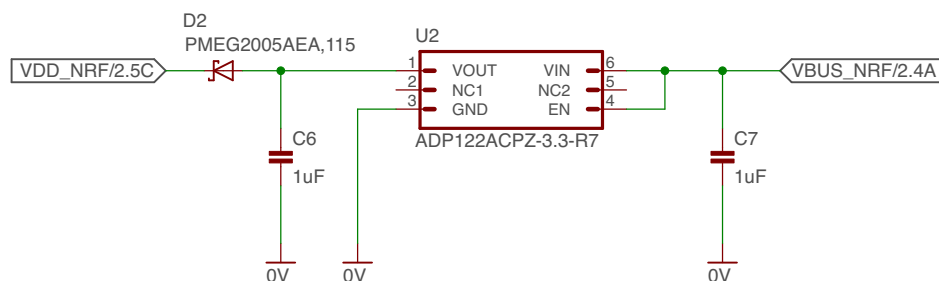 D2
PMEG2005AEA,115
VDD_NRF/2.5C
U2
1 VOUT VIN 6
2 NC1 NC2 5
3 GND EN 4
ADP122ACPZ-3.3-R7
VBUS_NRF/2.4A
C6
1uF
C7
1uF
0V
0V
0V